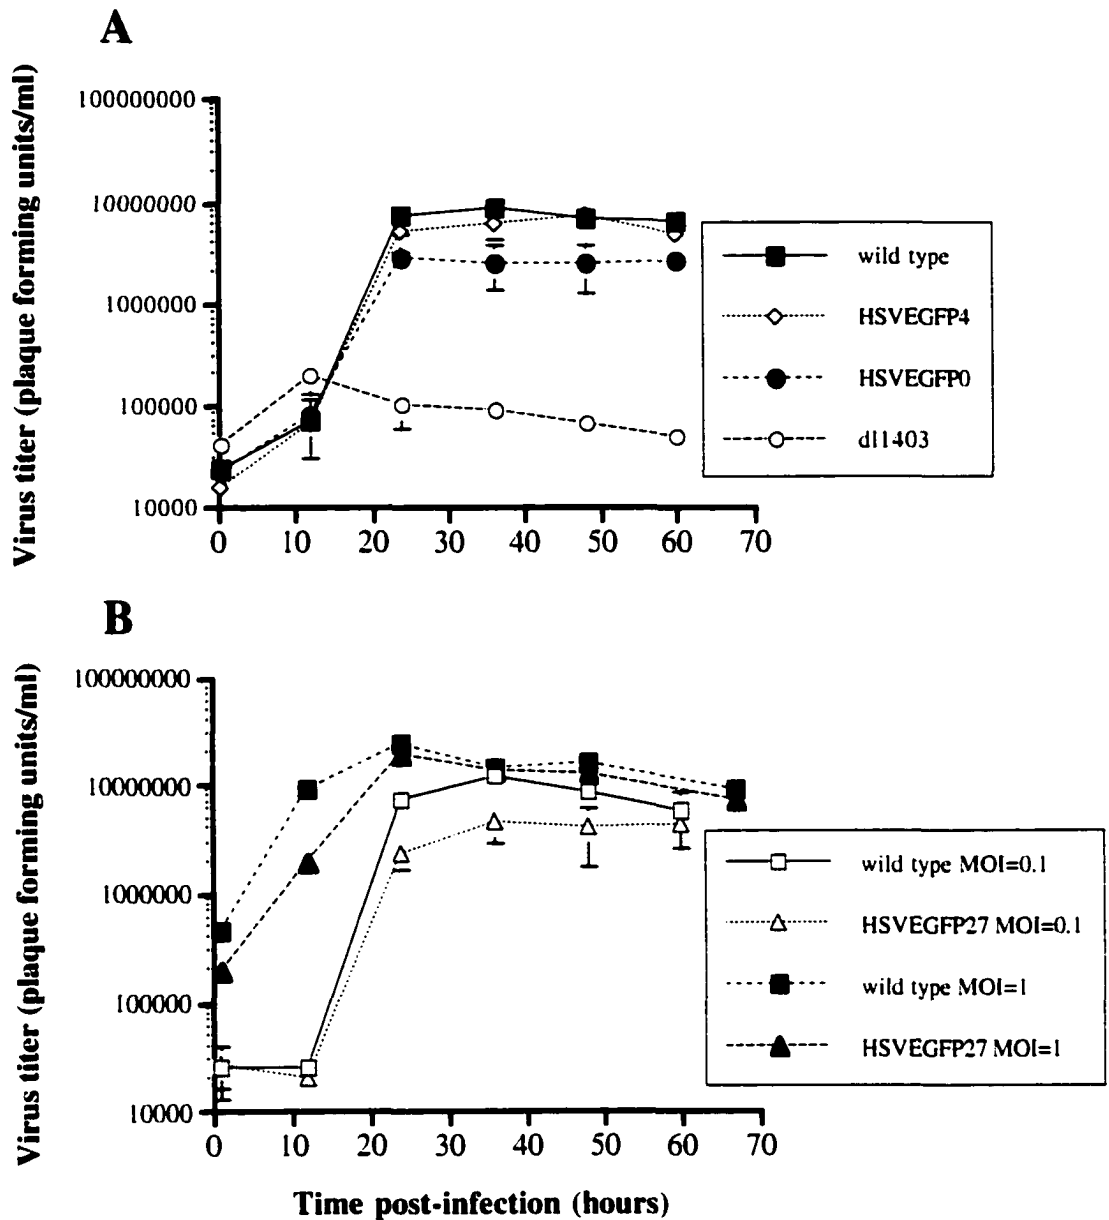 A
Virus titer (plaque forming units/ml)
100000000
10000000
1000000
100000
10000
0 10 20 30 40 50 60 70
wild type
HSVEGFP4
HSVEGFP0
dl1403
B
Virus titer (plaque forming units/ml)
100000000
10000000
1000000
100000
10000
0 10 20 30 40 50 60 70
wild type MOI=0.1
HSVEGFP27 MOI=0.1
wild type MOI=1
HSVEGFP27 MOI=1
Time post-infection (hours)